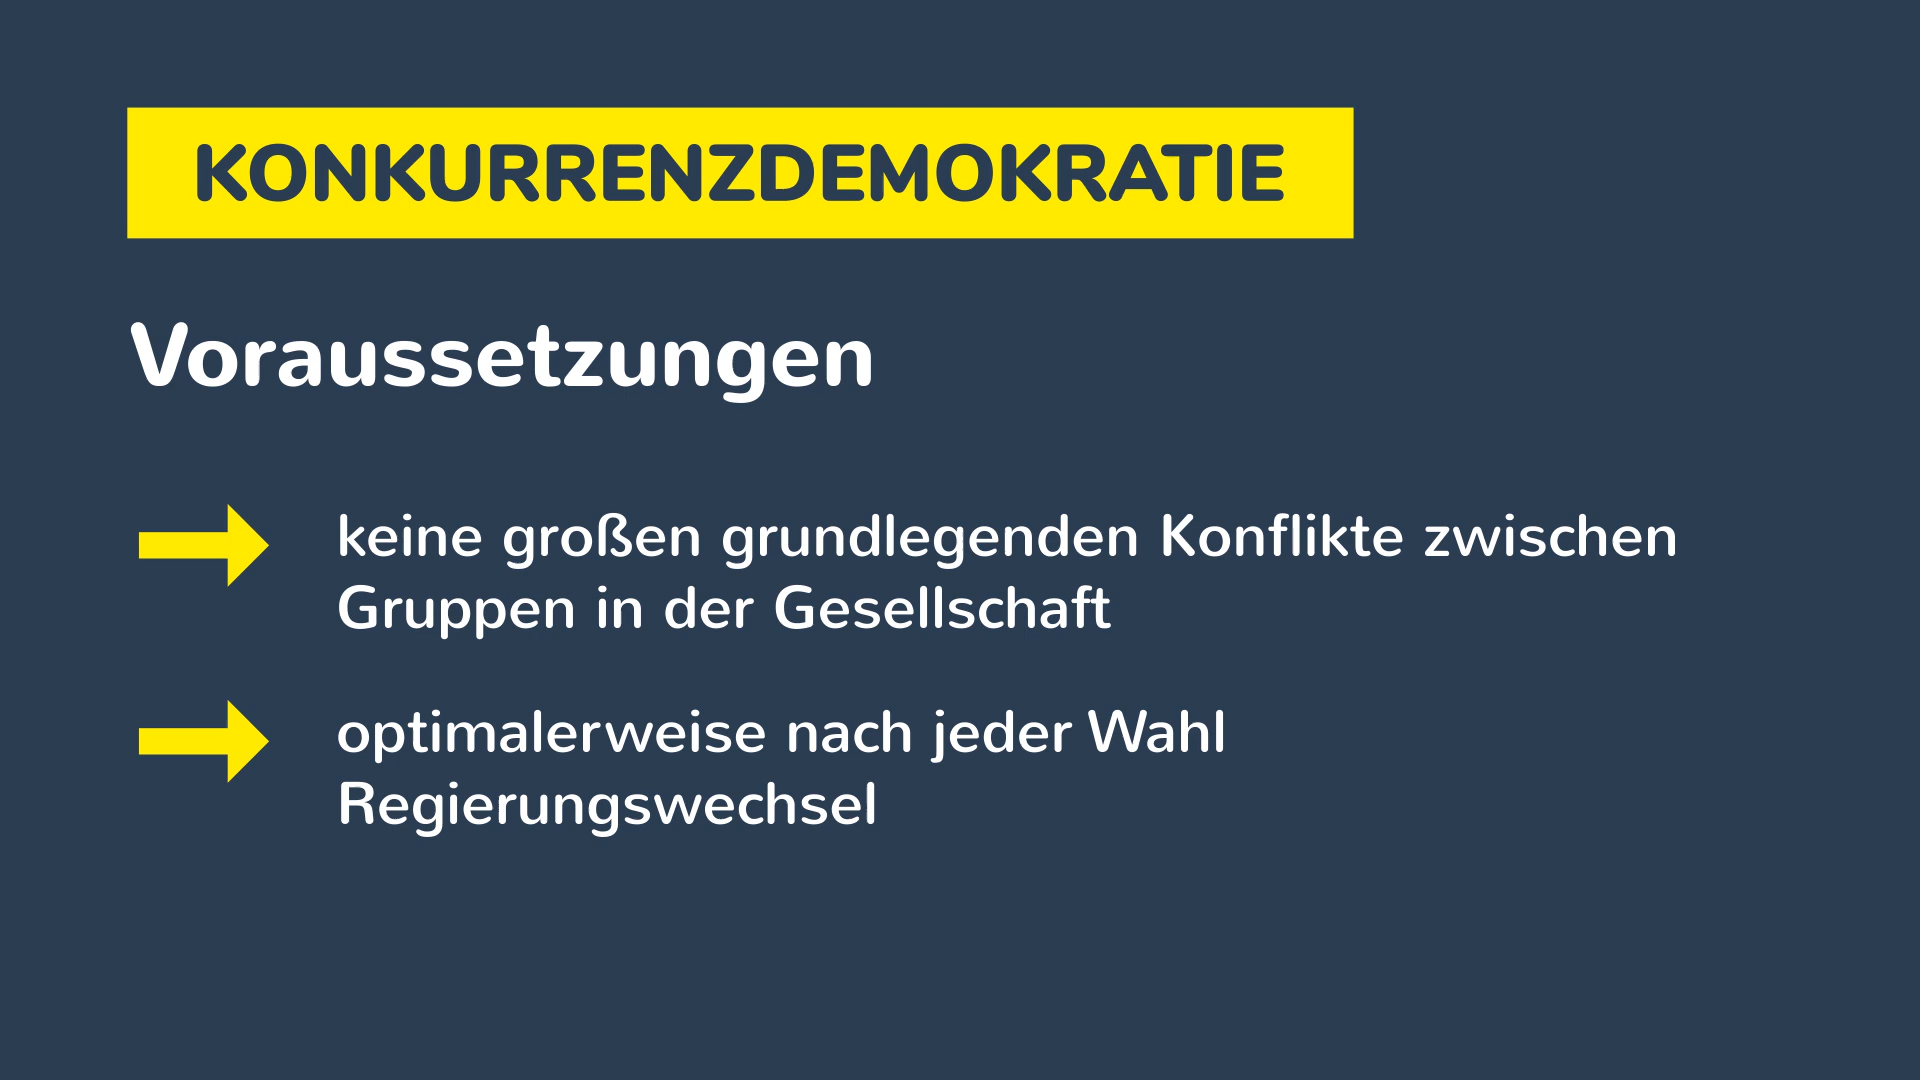 KONKURRENZDEMOKRATIE
Voraussetzungen
keine großen grundlegenden Konflikte zwischen
Gruppen in der Gesellschaft
optimalerweise nach jeder Wahl
Regierungswechsel